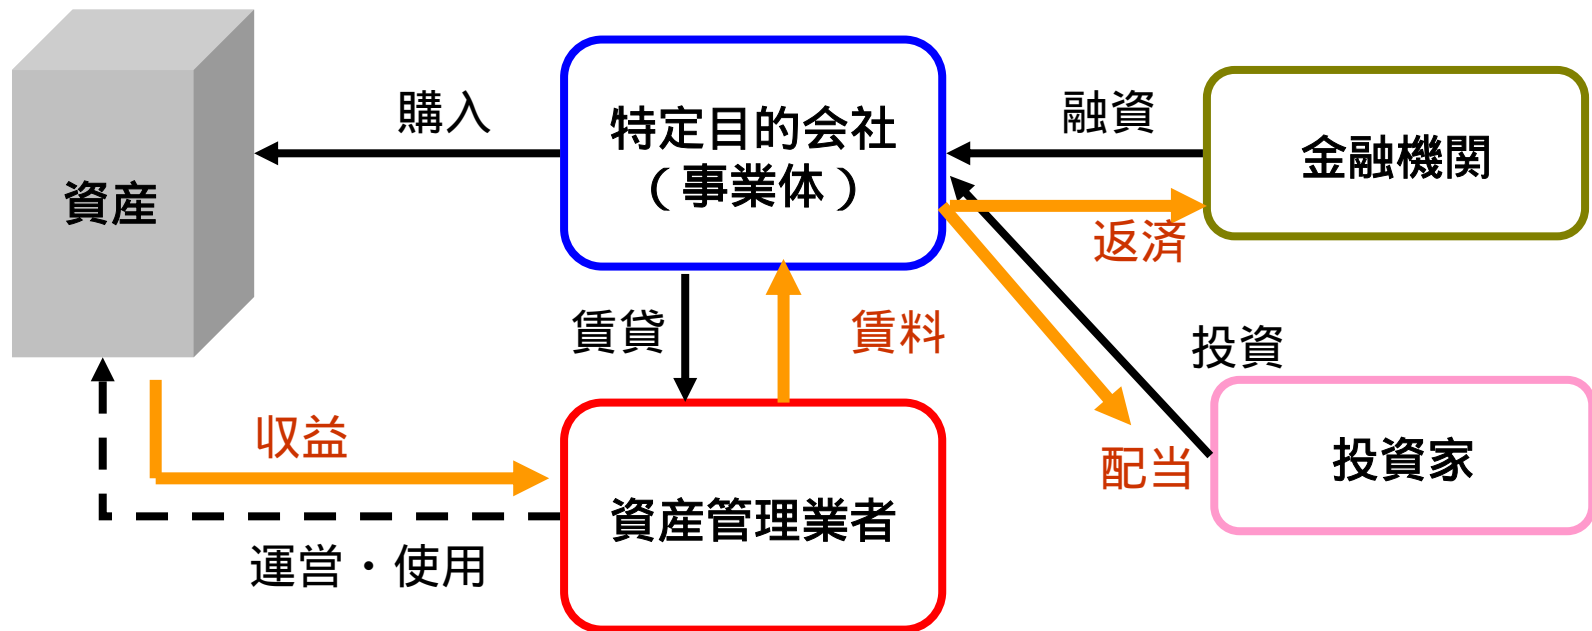 購入
融資
特定目的会社
（事業体）
金融機関
資産
返済
賃貸
賃料
投資
収益
配当
投資家
資産管理業者
運営・使用